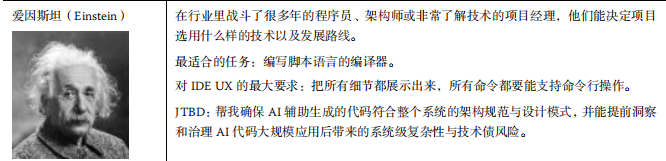 爱因斯坦（Einstein）
在行业里战斗了很多年的程序员、架构师或非常了解技术的项目经理，他们能决定项目
选用什么样的技术以及发展路线。
最适合的任务：编写脚本语言的编译器。
对 IDE UX 的最大要求：把所有细节都展示出来，所有命令都要能支持命令行操作。
JTBD：帮我确保 AI 辅助生成的代码符合整个系统的架构规范与设计模式，并能提前洞察
和治理 AI 代码大规模应用后带来的系统级复杂性与技术债风险。